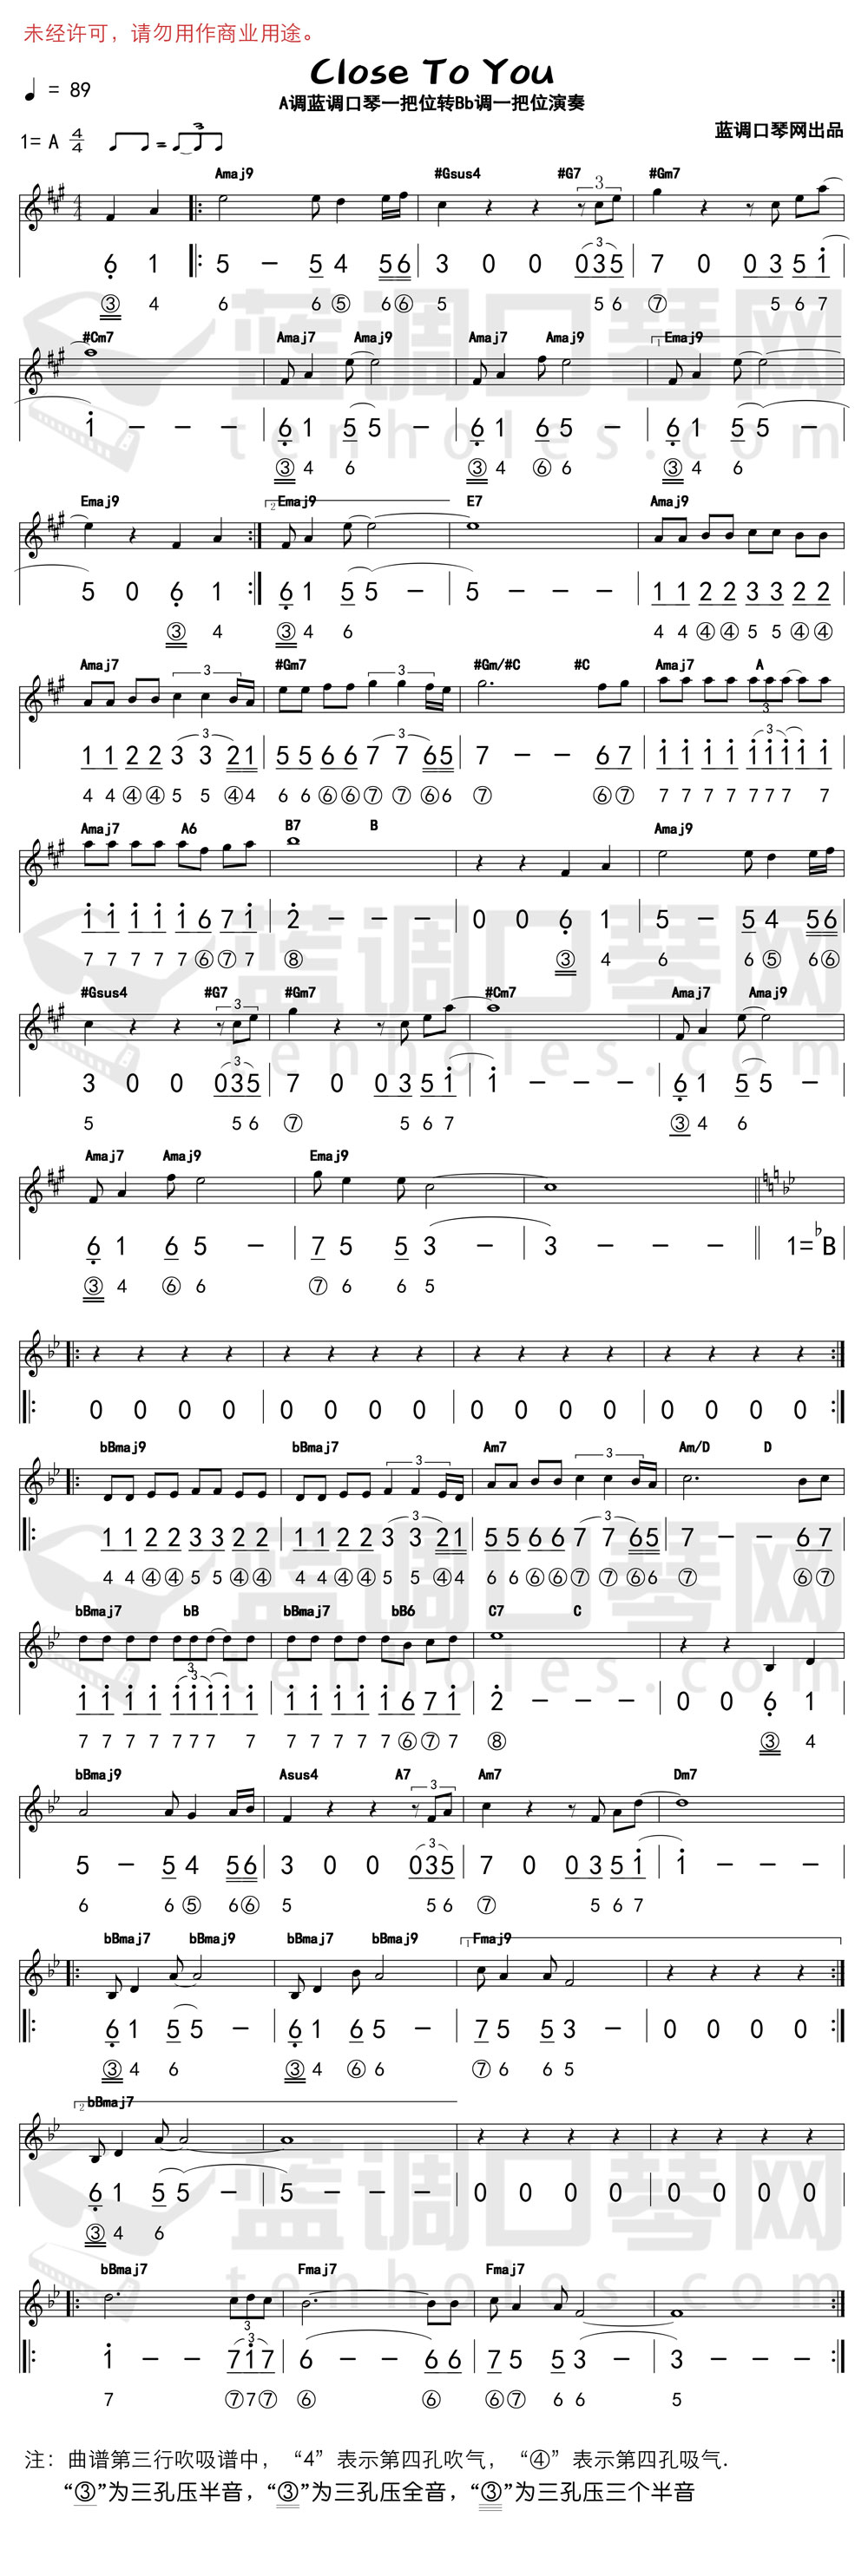 未经许可，请勿用作商业用途。
Close To You
♩ = 89
A调蓝调口琴一把位转Bb调一把位演奏
蓝调口琴网出品
1= A 4/4
Amaj9 #Gsus4 #G7 #Gm7
6 1 5 - 5 4 5 6 3 0 0 0 3 5 7 0 0 3 5 1
③ 4 6 6 ⑤ 6 ⑥ 5 5 6 ⑦ 5 6 7
#Cm7 Amaj7 Amaj9 Amaj7 Amaj9 1 Emaj9
1 - - - 6 1 5 5 - 6 1 6 5 - 6 1 5 5 -
③ 4 6 ③ 4 ⑥ 6 ③ 4 6
Emaj9 2 Emaj9 E7 Amaj9
5 0 6 1 6 1 5 5 - 5 - - - 1 1 2 2 3 3 2 2
③ 4 ③ 4 6 4 4 ④ ④ 5 5 ④ ④
Amaj7 #Gm7 #Gm/#C #C Amaj7 A
1 1 2 2 3 3 2 1 5 5 6 6 7 7 6 5 7 - - 6 7 1 1 1 1 1 1 1 1 1
4 4 ④ ④ 5 5 ④ 4 6 6 ⑥ ⑥ ⑦ ⑦ ⑥ 6 ⑦ ⑥ ⑦ 7 7 7 7 7 7 7 7
Amaj7 A6 B7 B Amaj9
1 1 1 1 1 6 7 1 2 - - - 0 0 6 1 5 - 5 4 5 6
7 7 7 7 7 ⑥ ⑦ 7 ⑧ ③ 4 6 6 ⑤ 6 ⑥
#Gsus4 #G7 #Gm7 #Cm7 Amaj7 Amaj9
3 0 0 0 3 5 7 0 0 3 5 1 1 - - - 6 1 5 5 -
5 5 6 ⑦ 5 6 7 ③ 4 6
Amaj7 Amaj9 Emaj9
6 1 6 5 - 7 5 5 3 - 3 - - - 1=♭B
③ 4 ⑥ 6 ⑦ 6 6 5
0 0 0 0 0 0 0 0 0 0 0 0 0 0 0 0
bBmaj9 bBmaj7 Am7 Am/D D
1 1 2 2 3 3 2 2 1 1 2 2 3 3 2 1 5 5 6 6 7 7 6 5 7 - - 6 7
4 4 ④ ④ 5 5 ④ ④ 4 4 ④ ④ 5 5 ④ 4 6 6 ⑥ ⑥ ⑦ ⑦ ⑥ 6 ⑦ ⑥ ⑦
bBmaj7 bB bBmaj7 bB6 C7 C
1 1 1 1 1 1 1 1 1 1 1 1 1 1 6 7 1 2 - - - 0 0 6 1
7 7 7 7 7 7 7 7 7 7 7 7 7 ⑥ ⑦ 7 ⑧ ③ 4
bBmaj9 Asus4 A7 Am7 Dm7
5 - 5 4 5 6 3 0 0 0 3 5 7 0 0 3 5 1 1 - - -
6 6 ⑤ 6 ⑥ 5 5 6 ⑦ 5 6 7
bBmaj7 bBmaj9 bBmaj7 bBmaj9 1 Fmaj9
6 1 5 5 - 6 1 6 5 - 7 5 5 3 - 0 0 0 0
③ 4 6 ③ 4 ⑥ 6 ⑦ 6 6 5
2 bBmaj7
6 1 5 5 - 5 - - - 0 0 0 0 0 0 0 0
③ 4 6
bBmaj7 Fmaj7 Fmaj7
1 - - 7 1 7 6 - - 6 6 7 5 5 3 - 3 - - -
7 ⑦ 7 ⑦ ⑥ ⑥ ⑥ ⑦ 6 6 5
注：曲谱第三行吹吸谱中，“4”表示第四孔吹气，“④”表示第四孔吸气.
“③”为三孔压半音，“③”为三孔压全音，“③”为三孔压三个半音
蓝调口琴网
tenholes.com